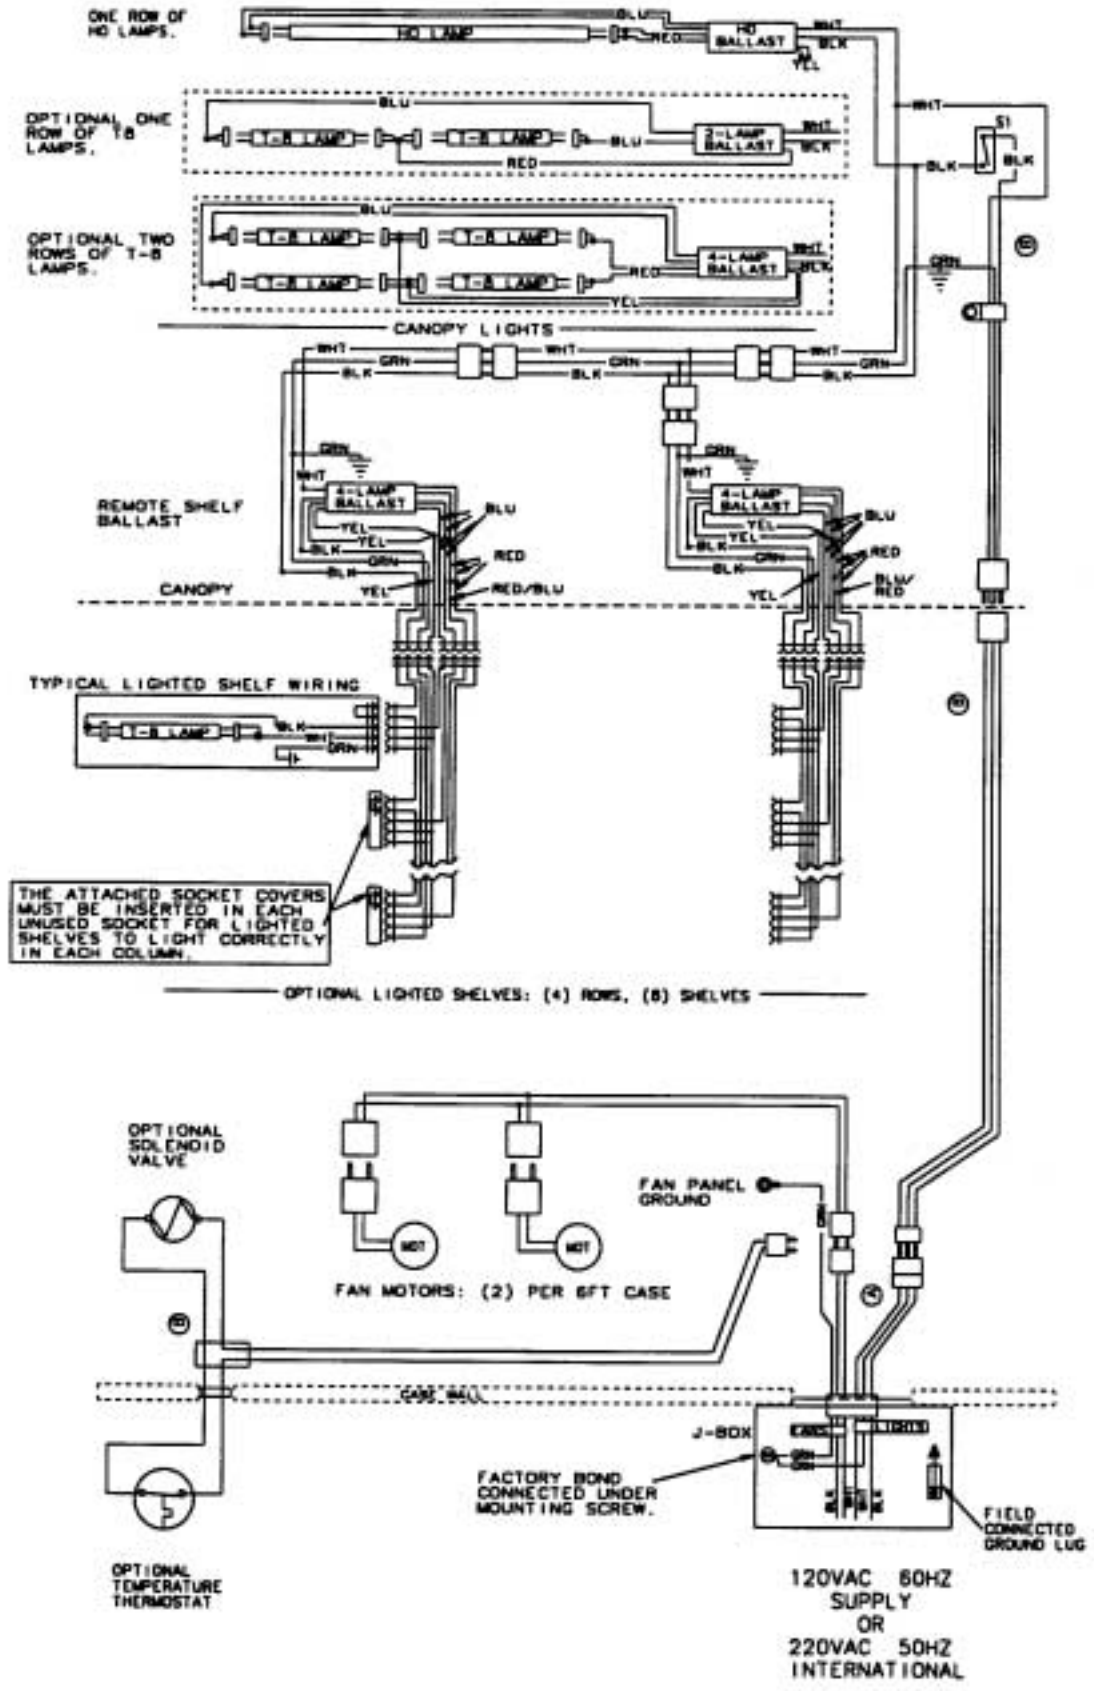 ONE ROW OF
HO LAMPS.
BLU
HO LAMP
RED
HO
BALLAST
WHT
BLK
YEL
OPTIONAL ONE
ROW OF T8
LAMPS.
BLU
T-8 LAMP
T-8 LAMP
BLU
RED
2-LAMP
BALLAST
WHT
BLK
WHT
S1
BLK
BLK
OPTIONAL TWO
ROWS OF T-8
LAMPS.
BLU
T-8 LAMP
T-8 LAMP
T-8 LAMP
T-8 LAMP
RED
YEL
4-LAMP
BALLAST
WHT
BLK
GRN
CANOPY LIGHTS
WHT
GRN
BLK
WHT
GRN
BLK
WHT
GRN
BLK
GRN
WHT
4-LAMP
BALLAST
REMOTE SHELF
BALLAST
YEL
YEL
BLK
GRN
BLK
YEL
BLU
RED
RED/BLU
GRN
WHT
4-LAMP
BALLAST
YEL
YEL
BLK
BLK
YEL
BLU
RED
BLU/
RED
CANOPY
TYPICAL LIGHTED SHELF WIRING
T-8 LAMP
BLK
WHT
GRN
THE ATTACHED SOCKET COVERS
MUST BE INSERTED IN EACH
UNUSED SOCKET FOR LIGHTED
SHELVES TO LIGHT CORRECTLY
IN EACH COLUMN.
OPTIONAL LIGHTED SHELVES: (4) ROWS, (8) SHELVES
OPTIONAL
SOLENOID
VALVE
FAN PANEL
GROUND
GRN
MOT
MOT
FAN MOTORS: (2) PER 6FT CASE
CASE WALL
J-BOX
FANS
LIGHTS
GRN
GRN
BLK
WHT
WHT
BLK
FACTORY BOND
CONNECTED UNDER
MOUNTING SCREW.
FIELD
CONNECTED
GROUND LUG
OPTIONAL
TEMPERATURE
THERMOSTAT
120VAC 60HZ
SUPPLY
OR
220VAC 50HZ
INTERNATIONAL